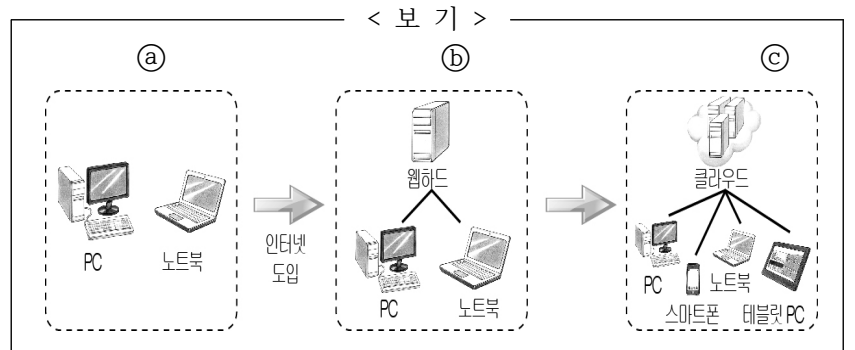 < 보 기 >
ⓐ ⓑ ⓒ
웹하드
클라우드
인터넷
도입
PC 노트북
PC 노트북
PC 노트북
스마트폰 테블릿 PC